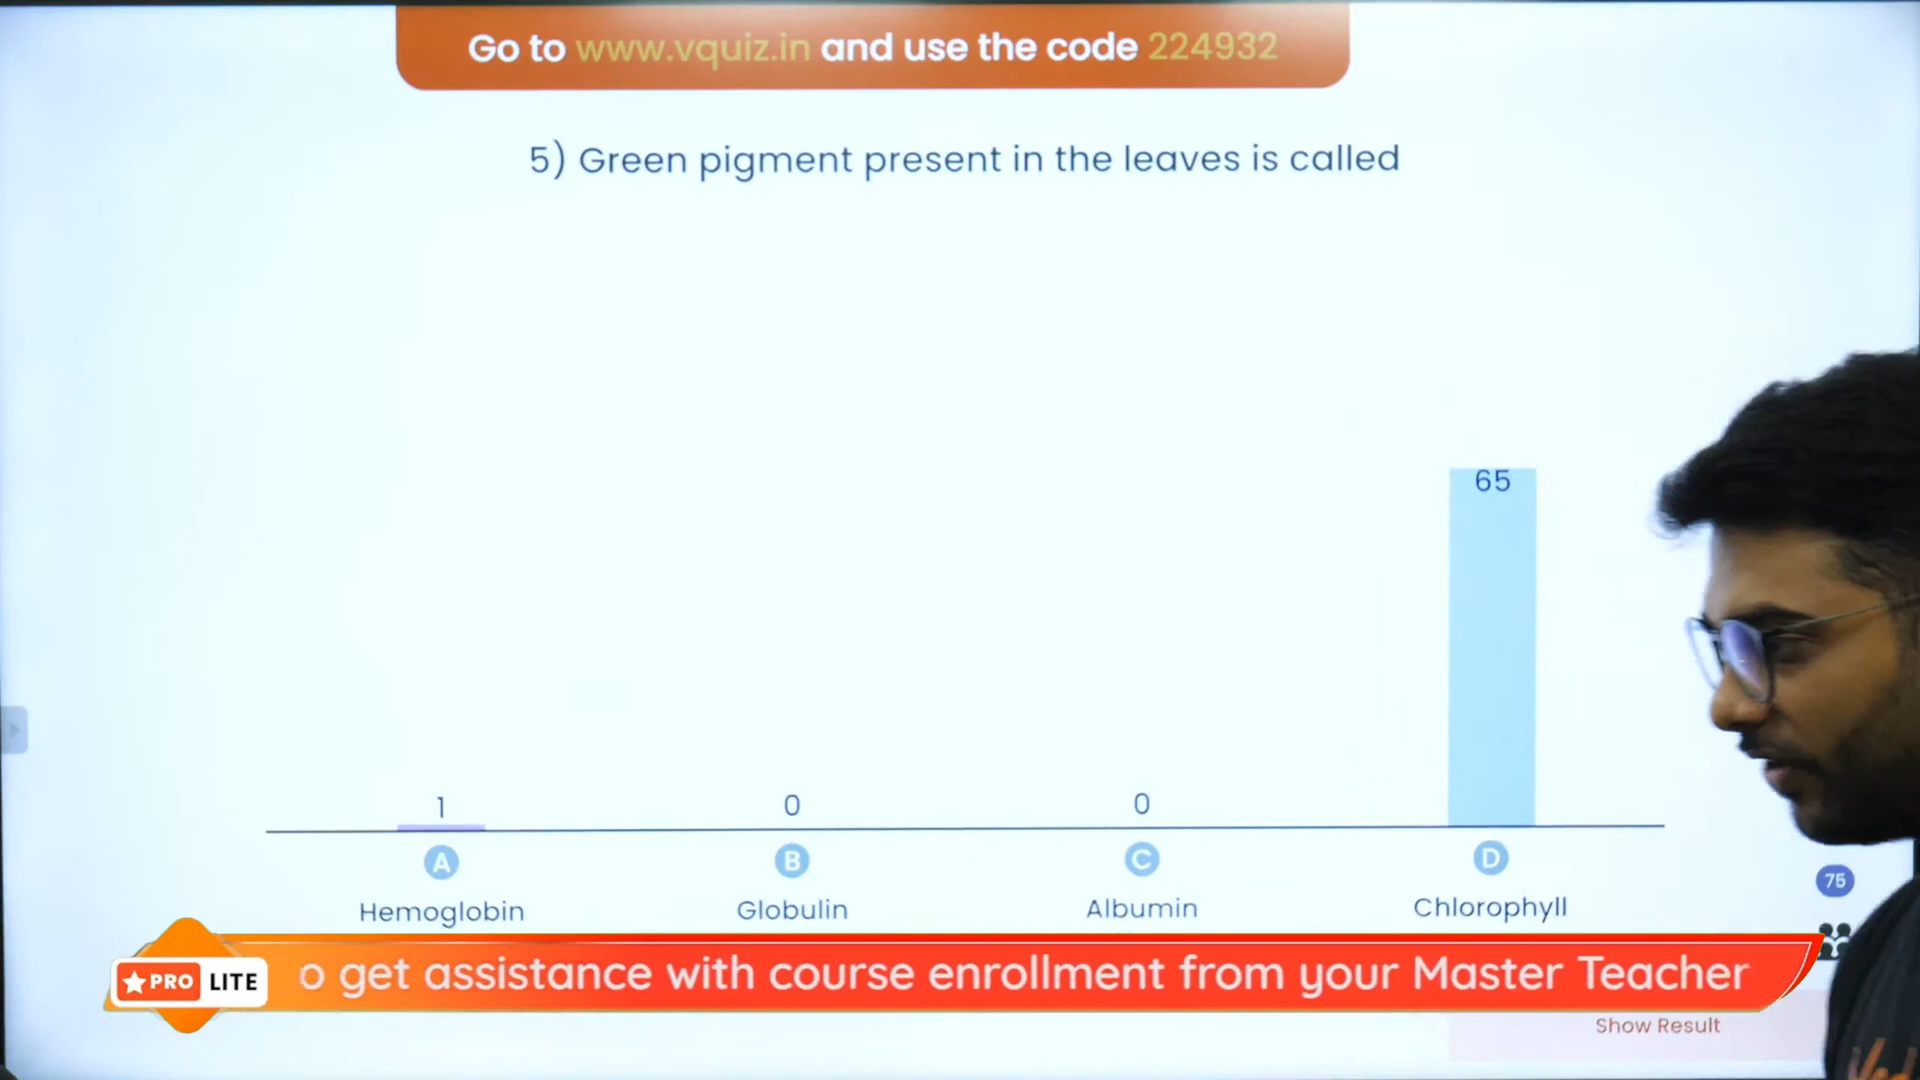 Go to www.vquiz.in and use the code 224932
5) Green pigment present in the leaves is called
65
1
0
0
A
B
C
D
Hemoglobin
Globulin
Albumin
Chlorophyll
75
PRO LITE
o get assistance with course enrollment from your Master Teacher
Show Result